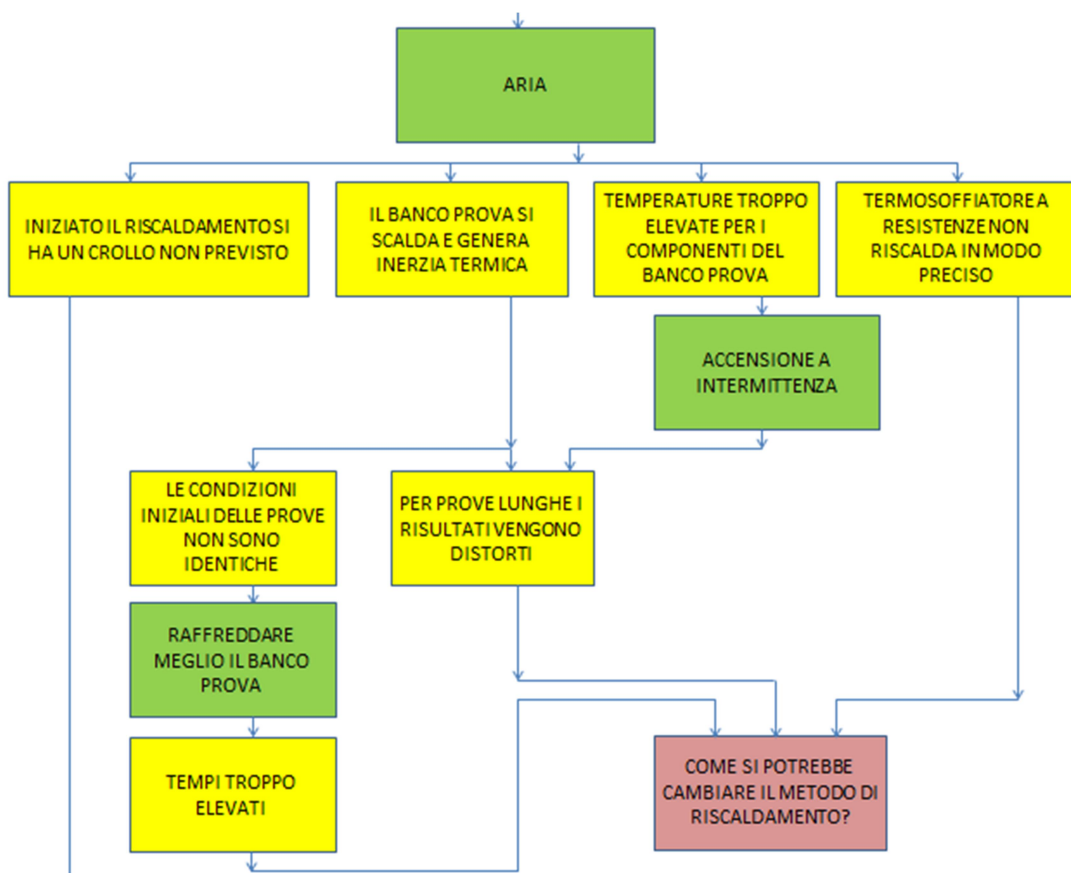 ARIA
INIZIATO IL RISCALDAMENTO SI
HA UN CROLLO NON PREVISTO
IL BANCO PROVA SI
SCALDA E GENERA
INERZIA TERMICA
TEMPERATURE TROPPO
ELEVATE PER I
COMPONENTI DEL
BANCO PROVA
TERMOSOFFIATORE A
RESISTENZE NON
RISCALDA IN MODO
PRECISO
ACCENSIONE A
INTERMITTENZA
LE CONDIZIONI
INIZIALI DELLE PROVE
NON SONO
IDENTICHE
PER PROVE LUNGHE I
RISULTATI VENGONO
DISTORTI
RAFFREDDARE
MEGLIO IL BANCO
PROVA
TEMPI TROPPO
ELEVATI
COME SI POTREBBE
CAMBIARE IL METODO DI
RISCALDAMENTO?